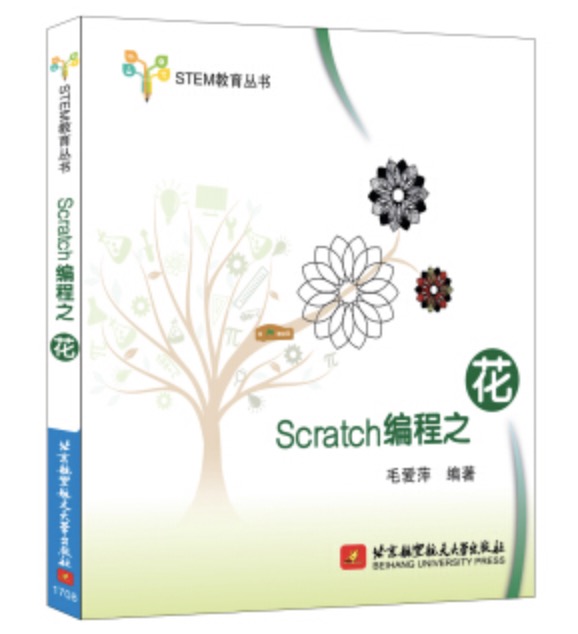 STEM教育丛书
Scratch编程之
花
毛爱萍 编著
北京航空航天大学出版社
BEIHANG UNIVERSITY PRESS
STEM教育丛书
Scratch编程之
花
北京航空航天大学出版社
1708